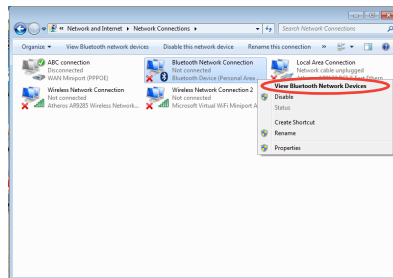 « Network and Internet ▸ Network Connections ▸
Search Network Connections
Organize
View Bluetooth network devices
Disable this network device
Rename this connection
»
ABC connection
Disconnected
WAN Miniport (PPPOE)
Bluetooth Network Connection
Not connected
Bluetooth Device (Personal Area
Local Area Connection
Network cable unplugged
Wireless Network Connection
Not connected
Atheros AR9285 Wireless Network...
Wireless Network Connection 2
Not connected
Microsoft Virtual WiFi Miniport A
View Bluetooth Network Devices
Disable
Status
Create Shortcut
Rename
Properties